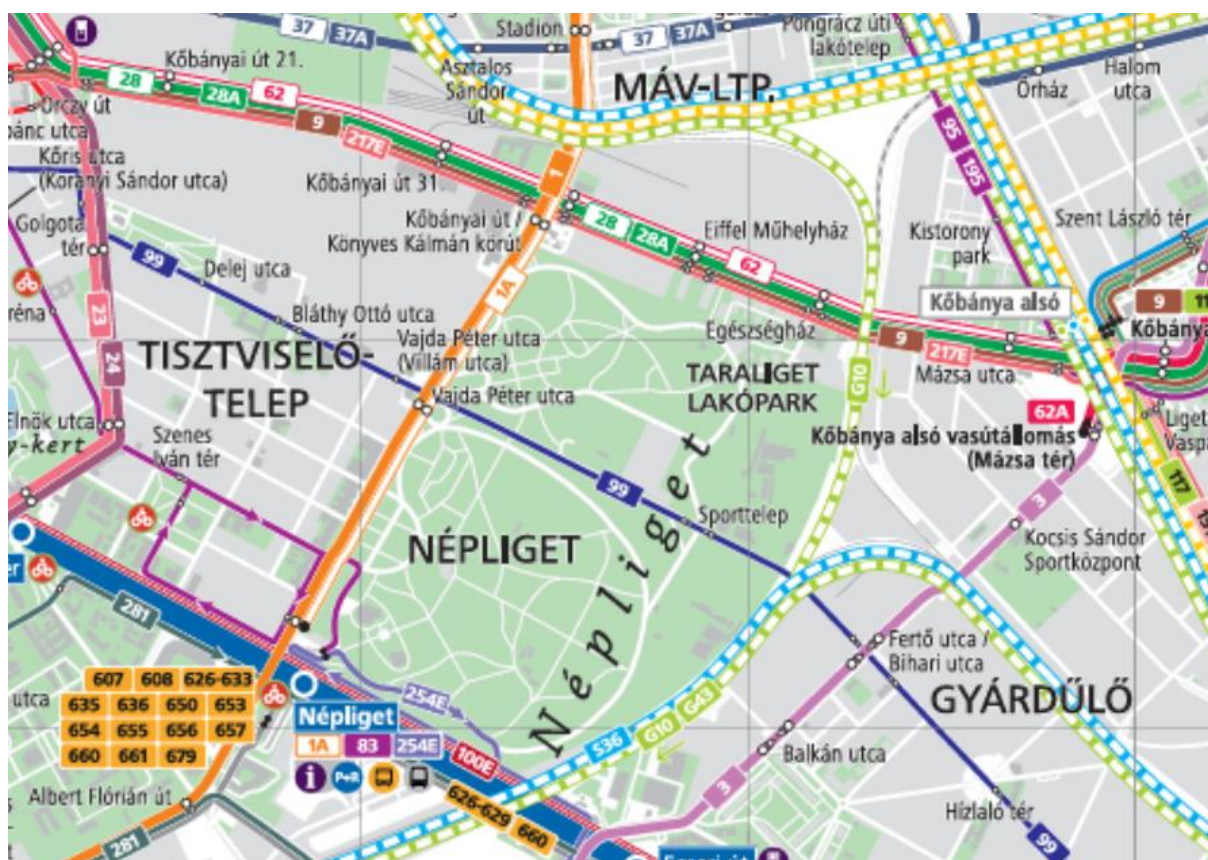 37
37A
Stadion
37
37A
Pongrácz úti
lakótelep
Kőbányai út 21.
28
28A
62
9
217E
Asztalos
Sándor
út
MÁV-LTP.
Őrház
Halom
utca
Orczy út
Kőris utca
(Korányi Sándor utca)
Kőbányai út 31
1
95
195
Golgota
tér
Kőbányai út /
Könyves Kálmán körút
28
28A
62
Eiffel Műhelyház
Kistorony
park
Szent László tér
99
Delej utca
1A
Kőbánya alsó
9
Bláthy Ottó utca
Egészségház
9
217E
23
24
TISZTVISELŐ-
TELEP
Vajda Péter utca
(Villám utca)
Vajda Péter utca
TARALIGET
LAKÓPARK
G10
Mázsa utca
62A
Elnök utca
y-kert
Szenes
Iván tér
Kőbánya alsó vasútállomás
(Mázsa tér)
117
99
Sporttelep
3
NÉPLIGET
Népliget
Kocsis Sándor
Sportközpont
281
Fertő utca /
Bihari utca
GYÁRDŰLŐ
607 608 626-633
635 636 650 653
654 655 656 657
660 661 679
utca
254E
Népliget
1A 83 254E
i P+R
100E
S36
G10
G43
Balkán utca
3
626-629
660
Albert Flórián út
281
Hízlaló tér
99